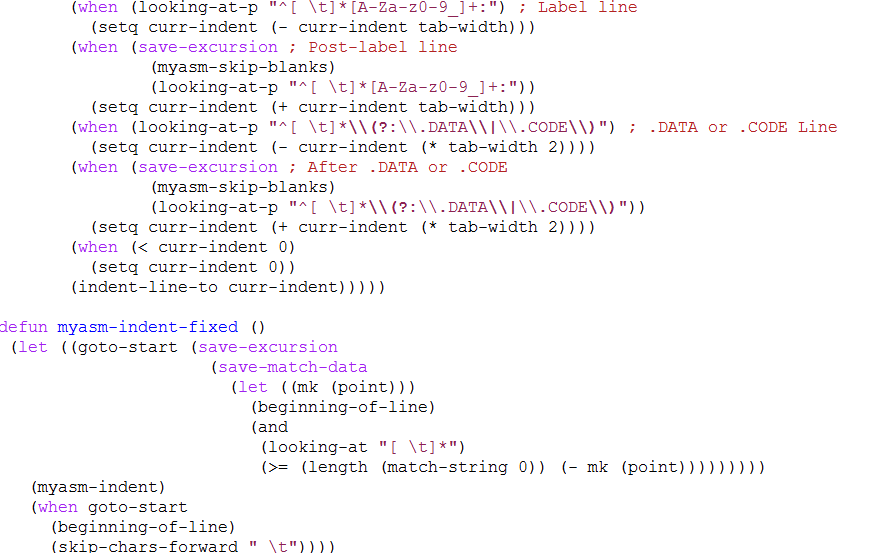 (when (looking-at-p "^[ \t]*[A-Za-z0-9_]+:") ; Label line
(setq curr-indent (- curr-indent tab-width)))
(when (save-excursion ; Post-label line
(myasm-skip-blanks)
(looking-at-p "^[ \t]*[A-Za-z0-9_]+:"))
(setq curr-indent (+ curr-indent tab-width)))
(when (looking-at-p "^[ \t]*\\(?:\\.DATA\\|\\.CODE\\)") ; .DATA or .CODE Line
(setq curr-indent (- curr-indent (* tab-width 2))))
(when (save-excursion ; After .DATA or .CODE
(myasm-skip-blanks)
(looking-at-p "^[ \t]*\\(?:\\.DATA\\|\\.CODE\\)"))
(setq curr-indent (+ curr-indent (* tab-width 2))))
(when (< curr-indent 0)
(setq curr-indent 0))
(indent-line-to curr-indent)))))
defun myasm-indent-fixed ()
(let ((goto-start (save-excursion
(save-match-data
(let ((mk (point)))
(beginning-of-line)
(and
(looking-at "[ \t]*")
(>= (length (match-string 0)) (- mk (point)))))))))
(myasm-indent)
(when goto-start
(beginning-of-line)
(skip-chars-forward " \t"))))